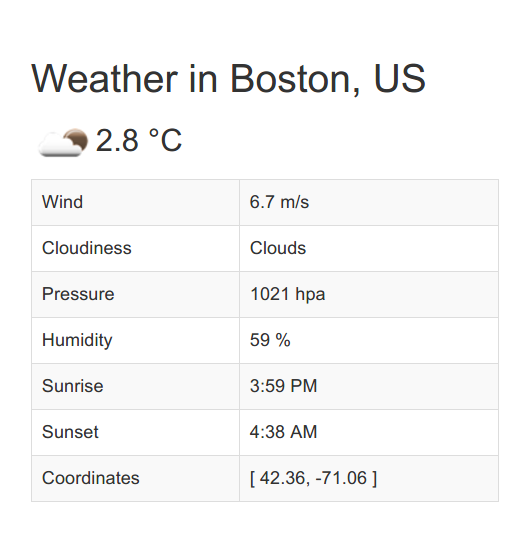 Weather in Boston, US
2.8 °C
Wind 6.7 m/s
Cloudiness Clouds
Pressure 1021 hpa
Humidity 59 %
Sunrise 3:59 PM
Sunset 4:38 AM
Coordinates [ 42.36, -71.06 ]